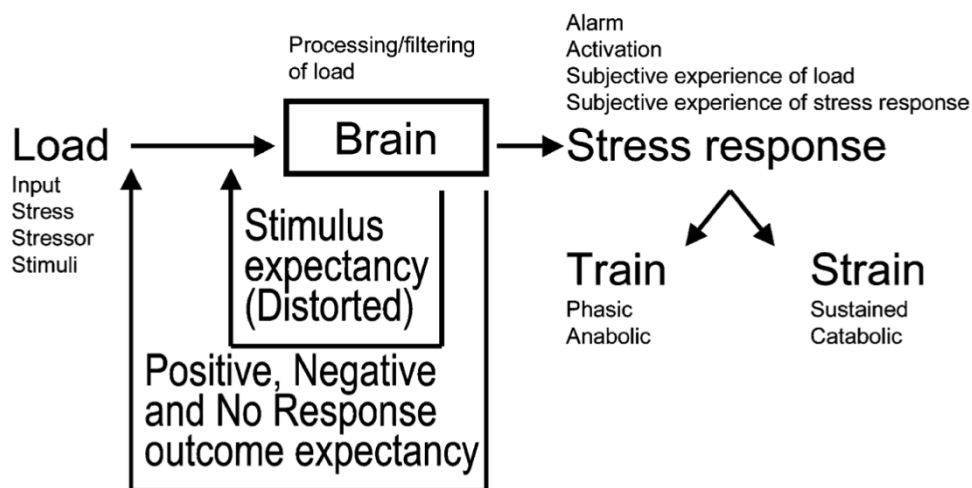 Alarm
Activation
Subjective experience of load
Subjective experience of stress response
Processing/filtering
of load
Load
Brain
Stress response
Input
Stress
Stressor
Stimuli
Stimulus
expectancy
(Distorted)
Train
Phasic
Anabolic
Strain
Sustained
Catabolic
Positive, Negative
and No Response
outcome expectancy